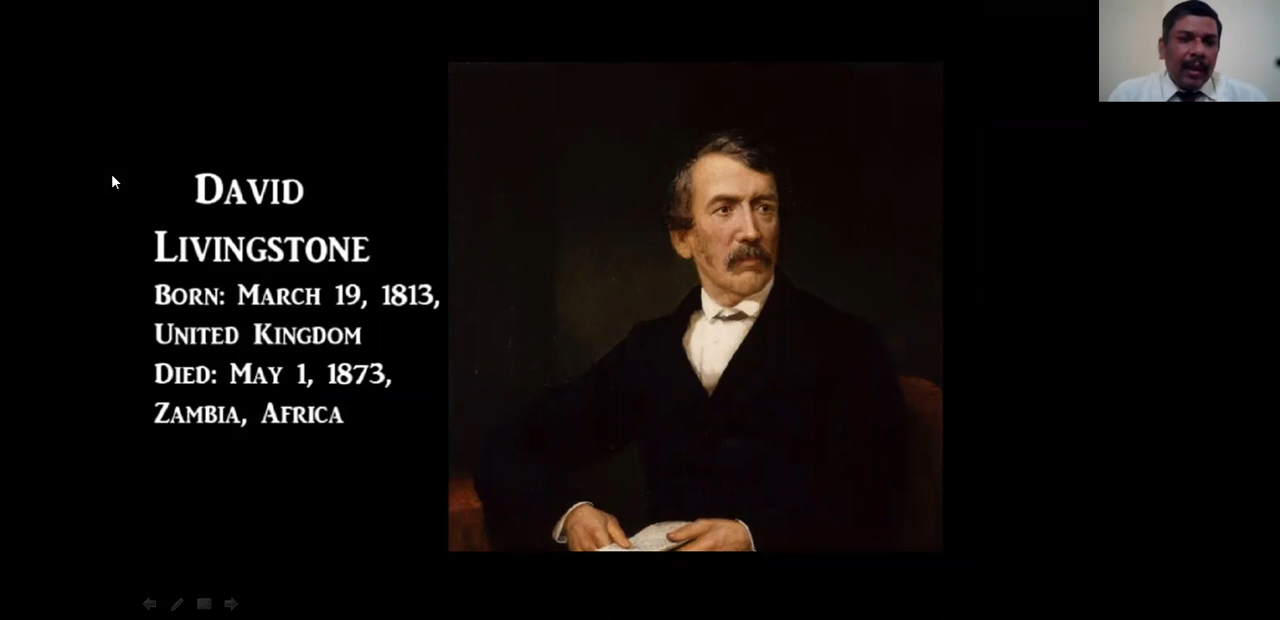 David
Livingstone
Born: March 19, 1813,
United Kingdom
Died: May 1, 1873,
Zambia, Africa